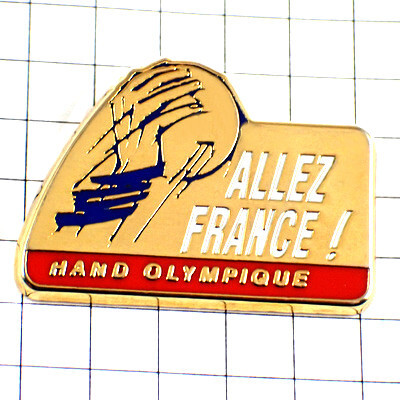 ALLEZ
FRANCE !
HAND OLYMPIQUE